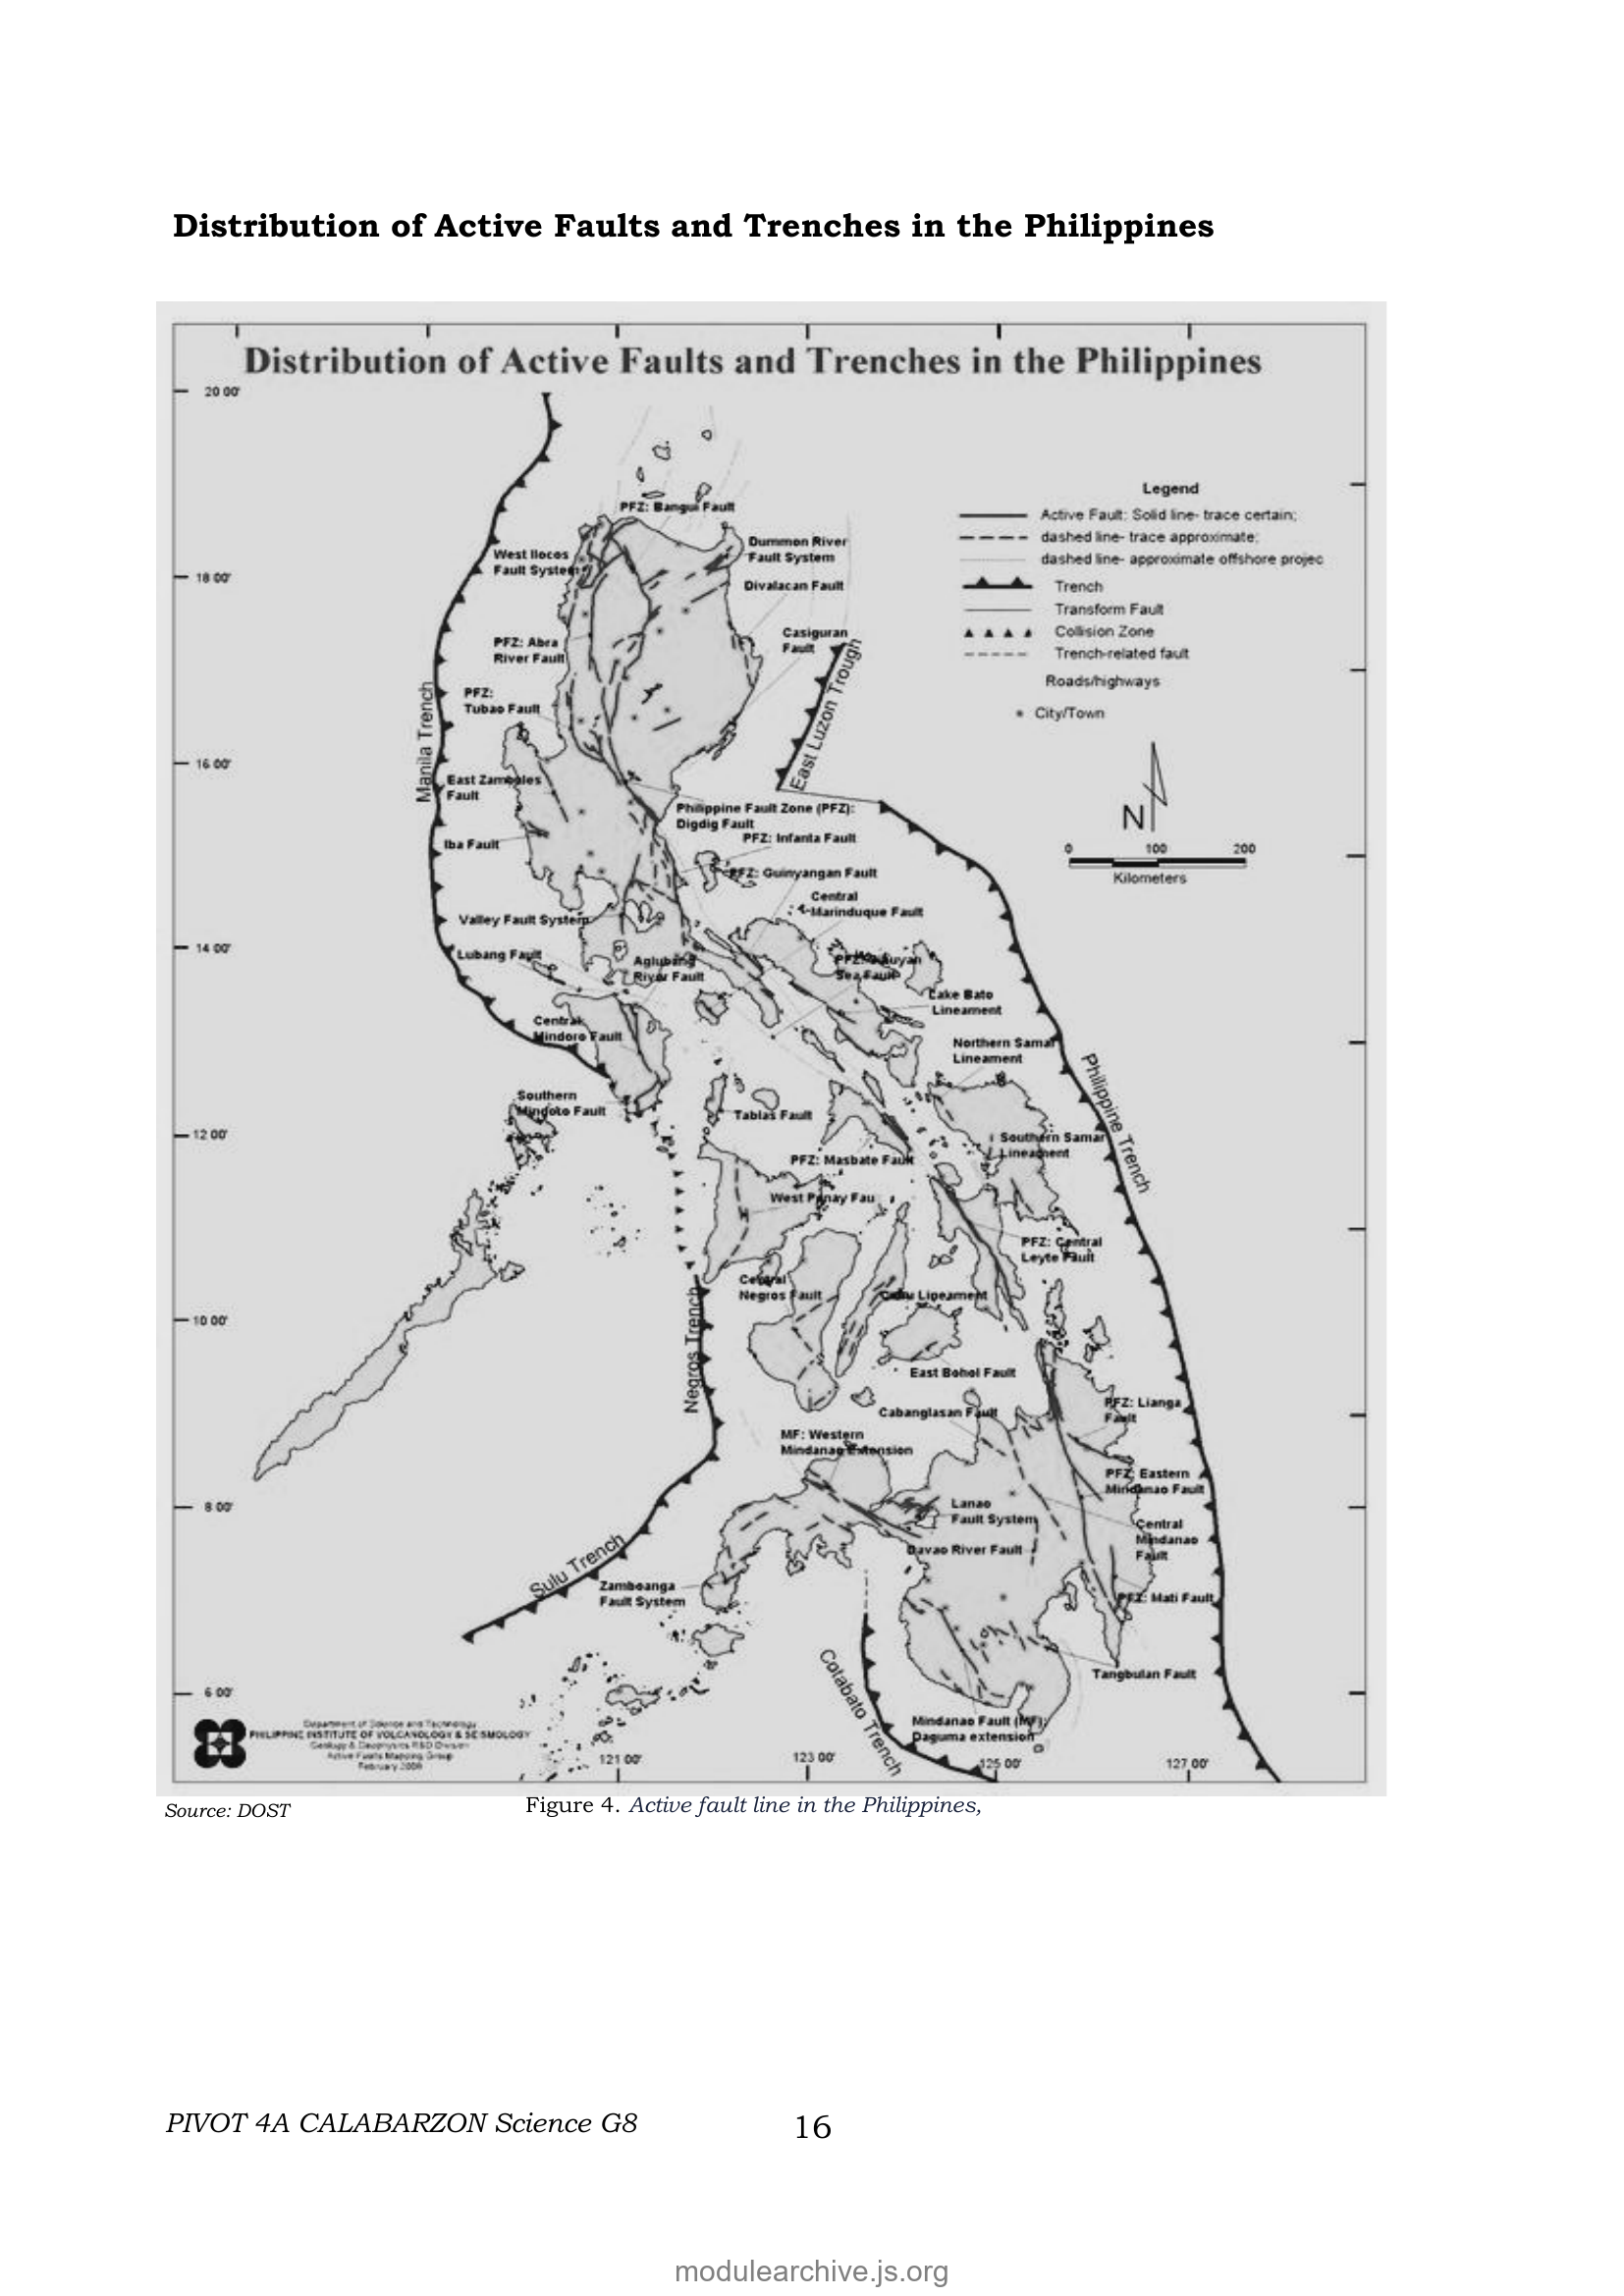 Distribution of Active Faults and Trenches in the Philippines
Distribution of Active Faults and Trenches in the Philippines
20 00'
18 00'
16 00'
14 00'
12 00'
10 00'
8 00'
6 00'
121 00'
123 00'
125 00'
127 00'
Legend
Active Fault: Solid line- trace certain;
dashed line- trace approximate;
dashed line- approximate offshore projec
Trench
Transform Fault
Collision Zone
Trench-related fault
Roads/highways
City/Town
N
0 100 200
Kilometers
PFZ: Bangui Fault
West Ilocos
Fault System
Dummon River
Fault System
Divalacan Fault
Casiguran
Fault
PFZ: Abra
River Fault
PFZ:
Tubao Fault
Manila Trench
East Luzon Trough
East Zambales
Fault
Iba Fault
Philippine Fault Zone (PFZ):
Digdig Fault
PFZ: Infanta Fault
PFZ: Guinyangan Fault
Central
Marinduque Fault
Valley Fault System
Lubang Fault
Aglubang
River Fault
Sea Fault
Lake Bato
Lineament
Central
Mindoro Fault
Northern Samar
Lineament
Philippine Trench
Southern
Mindoro Fault
Tablas Fault
Southern Samar
Lineament
PFZ: Masbate Fault
West Panay Fau
PFZ: Central
Leyte Fault
Central
Negros Fault
Cebu Lineament
Negros Trench
East Bohol Fault
Cabanglasan Fault
PFZ: Lianga
Fault
MF: Western
Mindanao Extension
PFZ: Eastern
Mindanao Fault
Lanao
Fault System
Central
Mindanao
Fault
Davao River Fault
Sulu Trench
Zamboanga
Fault System
PFZ: Mati Fault
Cotabato Trench
Tangbulan Fault
Mindanao Fault (MF):
Daguma extension
Department of Science and Technology
PHILIPPINE INSTITUTE OF VOLCANOLOGY & SEISMOLOGY
Geology & Geophysics R&D Division
Active Faults Mapping Group
Source: DOST
Figure 4. Active fault line in the Philippines,
PIVOT 4A CALABARZON Science G8
16
modulearchive.js.org